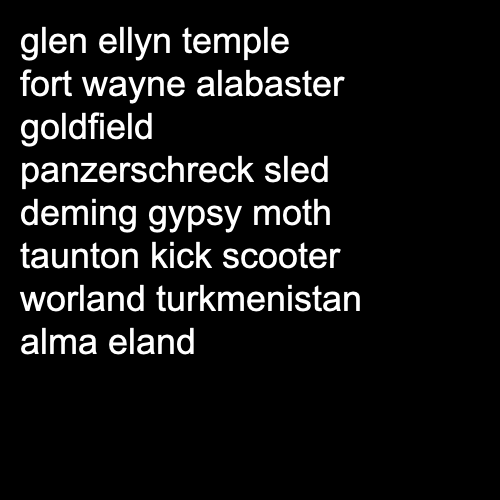 glen ellyn temple
fort wayne alabaster
goldfield
panzerschreck sled
deming gypsy moth
taunton kick scooter
worland turkmenistan
alma eland